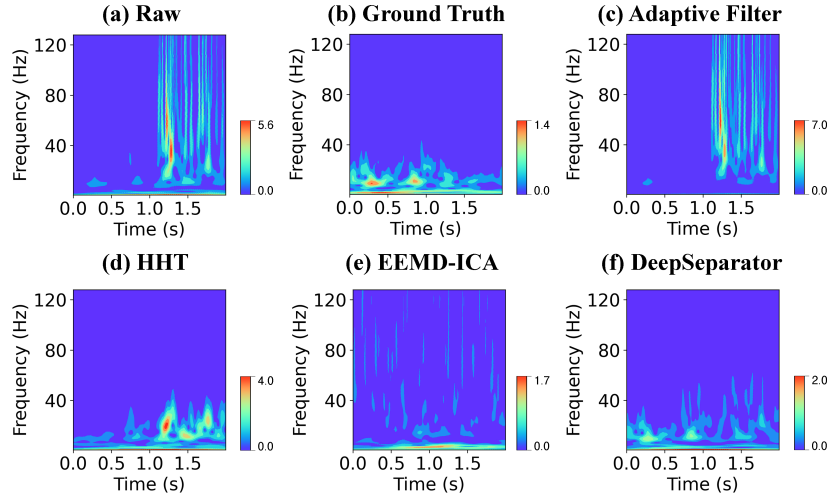 (a) Raw
(b) Ground Truth
(c) Adaptive Filter
Frequency (Hz)
120
80
40
0.0 0.5 1.0 1.5
Time (s)
5.6
0.0
Frequency (Hz)
120
80
40
0.0 0.5 1.0 1.5
Time (s)
1.4
0.0
Frequency (Hz)
120
80
40
0.0 0.5 1.0 1.5
Time (s)
7.0
0.0
(d) HHT
(e) EEMD-ICA
(f) DeepSeparator
Frequency (Hz)
120
80
40
0.0 0.5 1.0 1.5
Time (s)
4.0
0.0
Frequency (Hz)
120
80
40
0.0 0.5 1.0 1.5
Time (s)
1.7
0.0
Frequency (Hz)
120
80
40
0.0 0.5 1.0 1.5
Time (s)
2.0
0.0